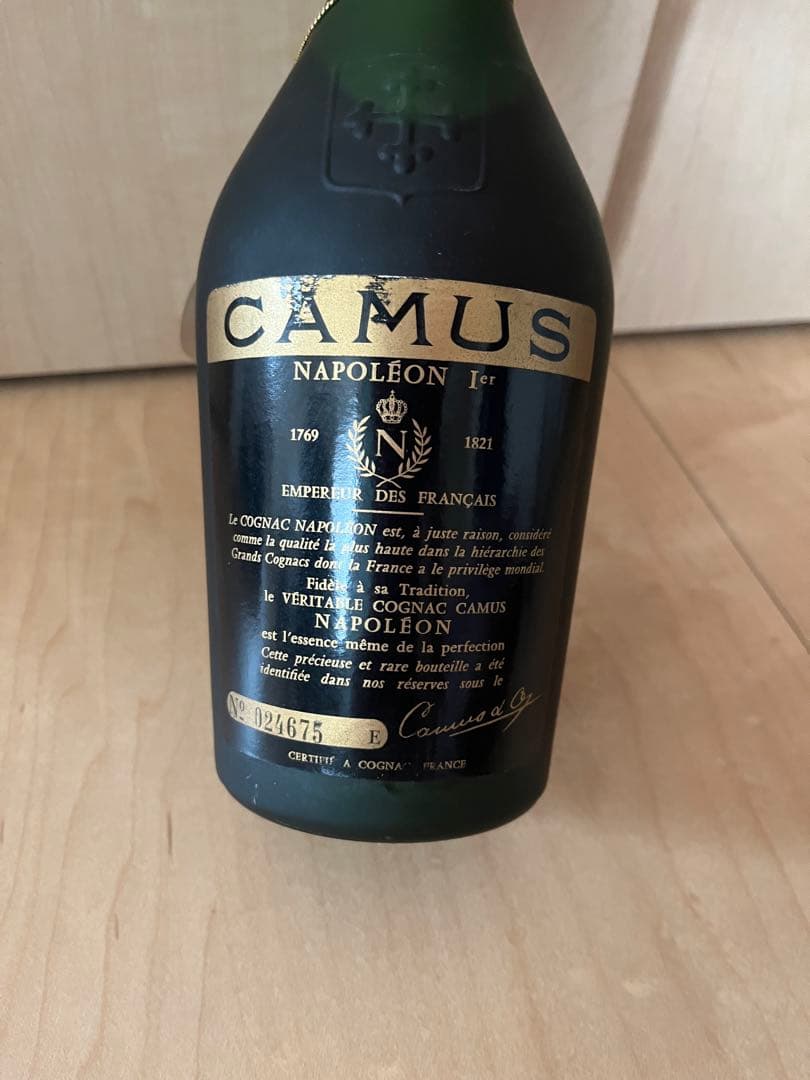 CAMUS
NAPOLÉON Ier
1769 N 1821
EMPEREUR DES FRANÇAIS
Le COGNAC NAPOLÉON est, à juste raison, considéré
comme la qualité la plus haute dans la hiérarchie des
Grands Cognacs dont la France a le privilège mondial.
Fidèle à sa Tradition,
le VÉRITABLE COGNAC CAMUS
NAPOLÉON
est l'essence même de la perfection
Cette précieuse et rare bouteille a été
identifiée dans nos réserves sous le
Nº 024675 E
Camus & Cie
CERTIFIÉ A COGNAC FRANCE